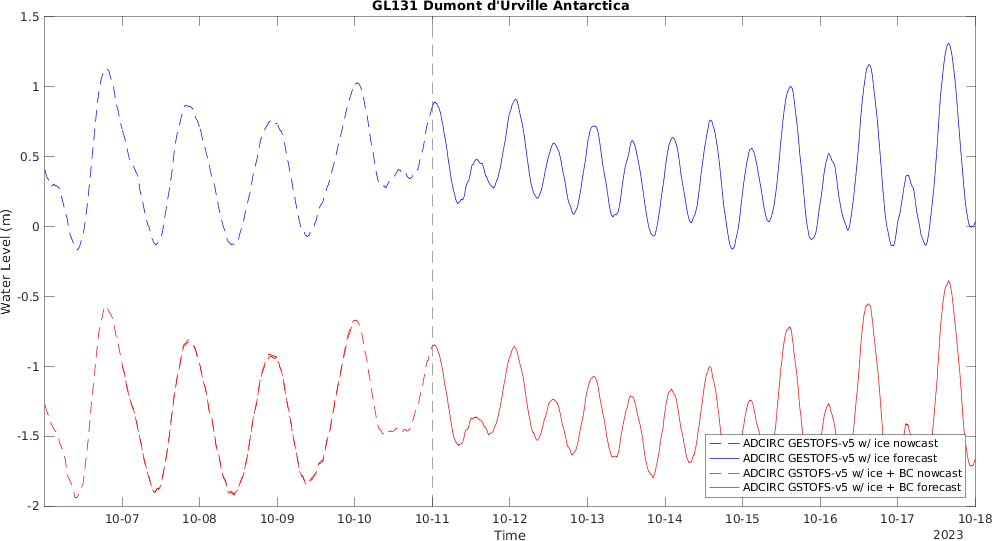 GL131 Dumont d'Urville Antarctica
1.5
1
0.5
0
-0.5
-1
-1.5
-2
Water Level (m)
ADCIRC GESTOFS-v5 w/ ice nowcast
ADCIRC GESTOFS-v5 w/ ice forecast
ADCIRC GSTOFS-v5 w/ ice + BC nowcast
ADCIRC GSTOFS-v5 w/ ice + BC forecast
10-07 10-08 10-09 10-10 10-11 10-12 10-13 10-14 10-15 10-16 10-17 10-18
Time
2023